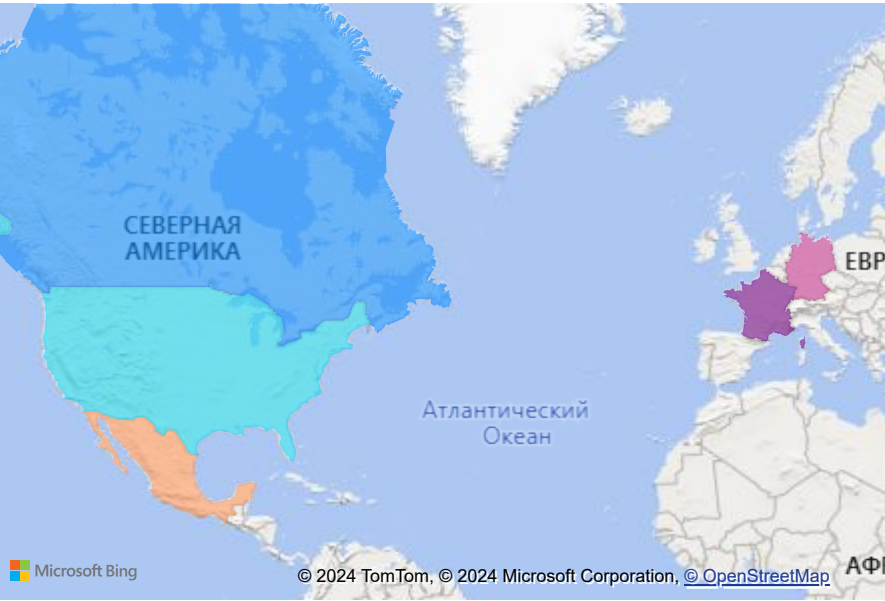 СЕВЕРНАЯ
АМЕРИКА
ЕВР
Атлантический
Океан
АФ
Microsoft Bing
© 2024 TomTom, © 2024 Microsoft Corporation, © OpenStreetMap